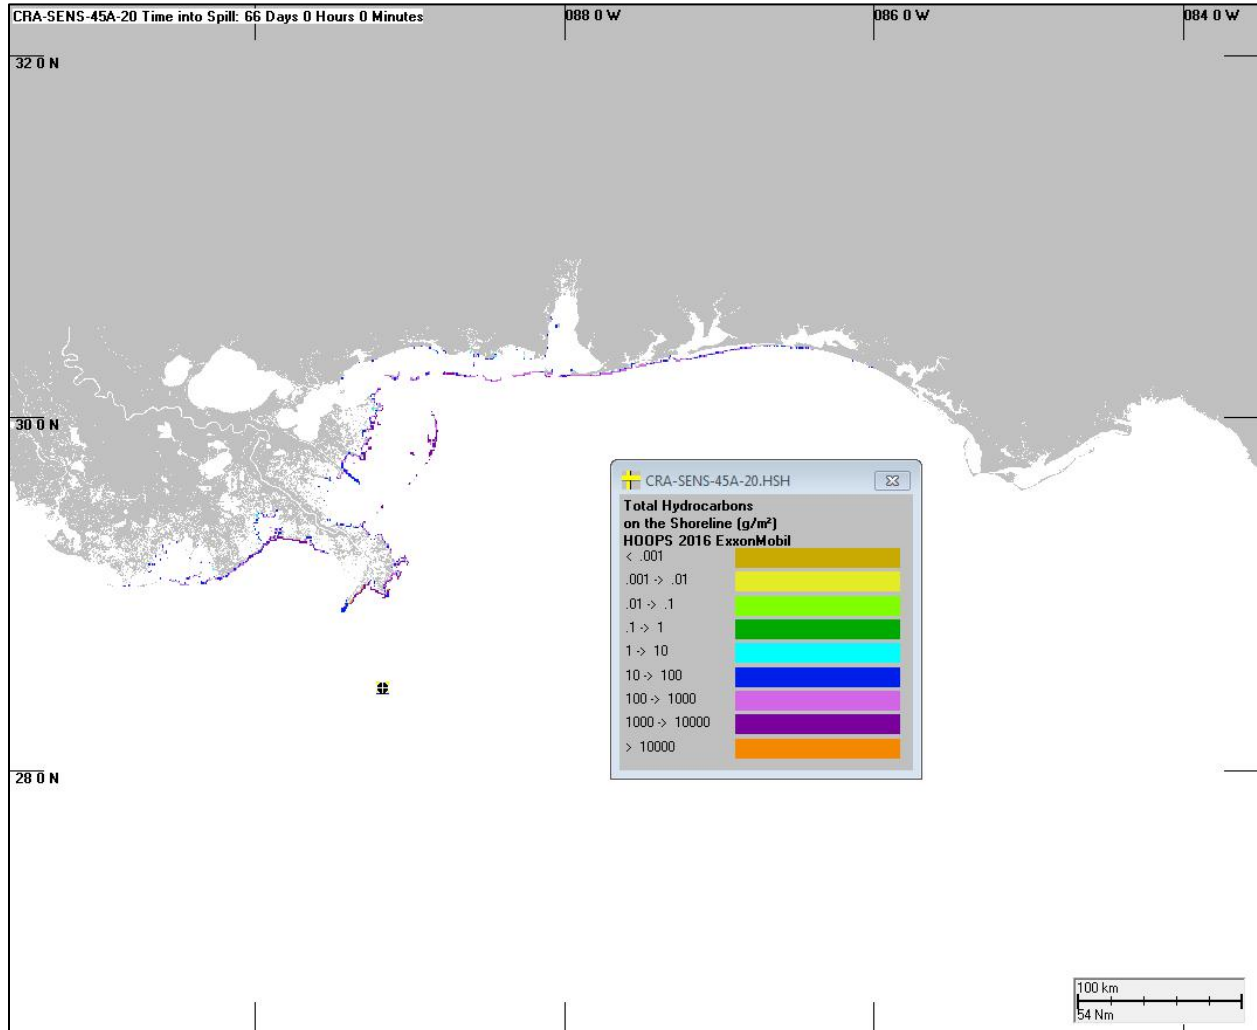 CRA-SENS-45A-20 Time into Spill: 66 Days 0 Hours 0 Minutes
088 0 W
086 0 W
084 0 W
32 0 N
30 0 N
28 0 N
CRA-SENS-45A-20.HSH
Total Hydrocarbons
on the Shoreline (g/m²)
HOOPS 2016 ExxonMobil
< .001
.001 -> .01
.01 -> .1
.1 -> 1
1 -> 10
10 -> 100
100 -> 1000
1000 -> 10000
> 10000
100 km
54 Nm